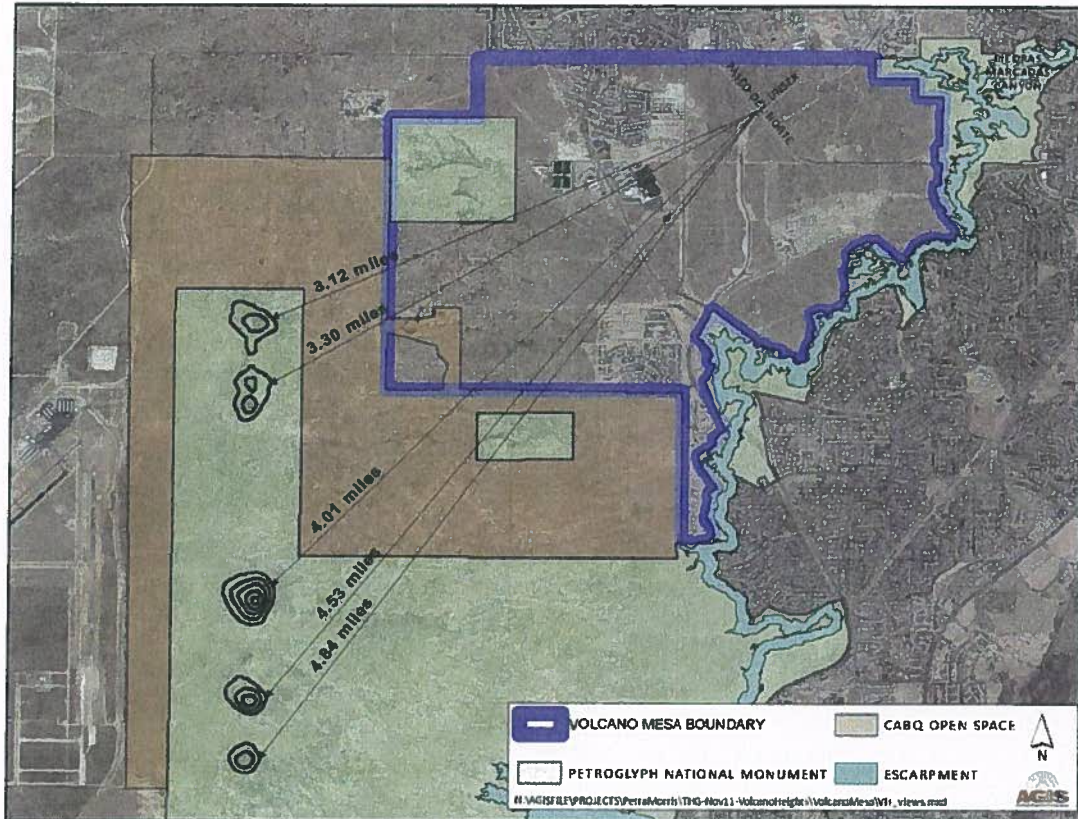 PIEDRAS
MARCADAS
CANYON
PASEO DEL
NORTE
3.12 miles
3.30 miles
4.01 miles
4.53 miles
4.84 miles
VOLCANO MESA BOUNDARY
CABQ OPEN SPACE
N
PETROGLYPH NATIONAL MONUMENT
ESCARPMENT
AGIS